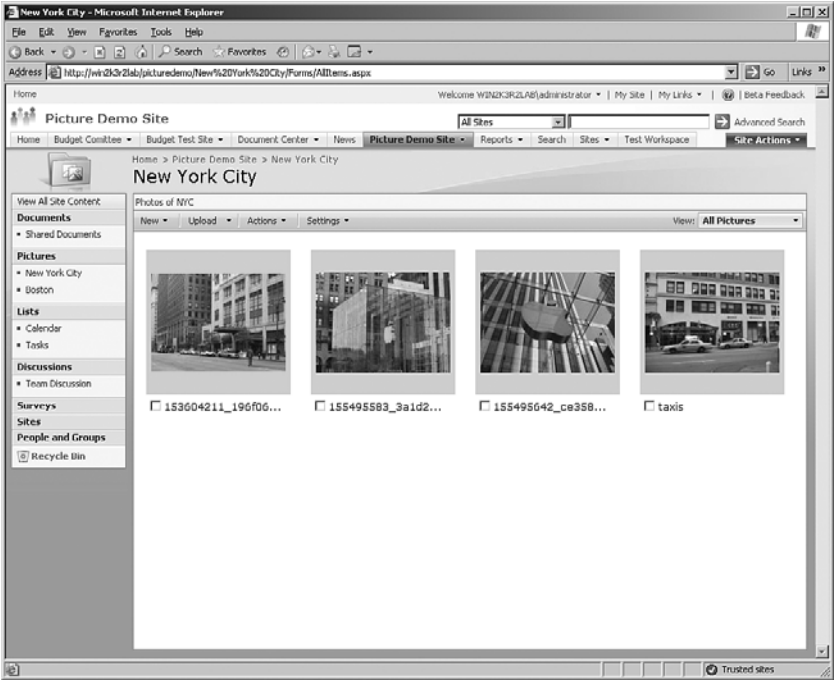 New York City - Microsoft Internet Explorer
File Edit View Favorites Tools Help
Back Search Favorites
Address http://win2k3r2lab/picturedemo/New%20York%20City/Forms/AllItems.aspx Go Links »
Home Welcome WIN2K3R2LAB\administrator | My Site | My Links | Beta Feedback
Picture Demo Site All Sites Advanced Search
Home Budget Comittee Budget Test Site Document Center News Picture Demo Site Reports Search Sites Test Workspace Site Actions
Home > Picture Demo Site > New York City
New York City
View All Site Content
Documents
Shared Documents
Pictures
New York City
Boston
Lists
Calendar
Tasks
Discussions
Team Discussion
Surveys
Sites
People and Groups
Recycle Bin
Photos of NYC
New Upload Actions Settings View: All Pictures
153604211_196f06... 155495583_3a1d2... 155495642_ce358... taxis
Trusted sites